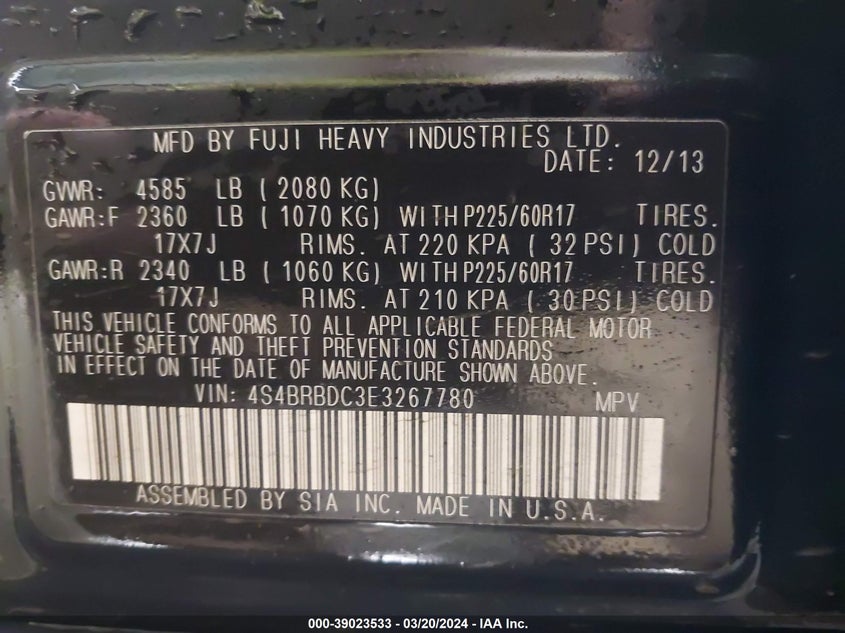 MFD BY FUJI HEAVY INDUSTRIES LTD.
DATE: 12/13
GVWR: 4585 LB (2080 KG)
GAWR:F 2360 LB (1070 KG) WITH P225/60R17 TIRES.
17X7J RIMS. AT 220 KPA (32 PSI) COLD
GAWR:R 2340 LB (1060 KG) WITH P225/60R17 TIRES.
17X7J RIMS. AT 210 KPA (30 PSI) COLD
THIS VEHICLE CONFORMS TO ALL APPLICABLE FEDERAL MOTOR
VEHICLE SAFETY AND THEFT PREVENTION STANDARDS
IN EFFECT ON THE DATE OF MANUFACTURE SHOWN ABOVE.
VIN: 4S4BRBDC3E3267780 MPV
ASSEMBLED BY SIA INC. MADE IN U.S.A.
000-39023533 - 03/20/2024 - IAA Inc.